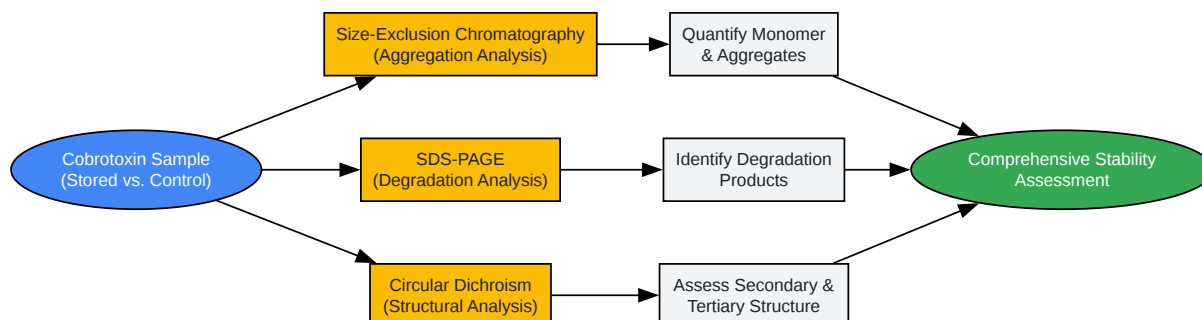 Size-Exclusion Chromatography
(Aggregation Analysis)
Quantify Monomer
& Aggregates
Cobrotoxin Sample
(Stored vs. Control)
SDS-PAGE
(Degradation Analysis)
Identify Degradation
Products
Comprehensive Stability
Assessment
Circular Dichroism
(Structural Analysis)
Assess Secondary &
Tertiary Structure